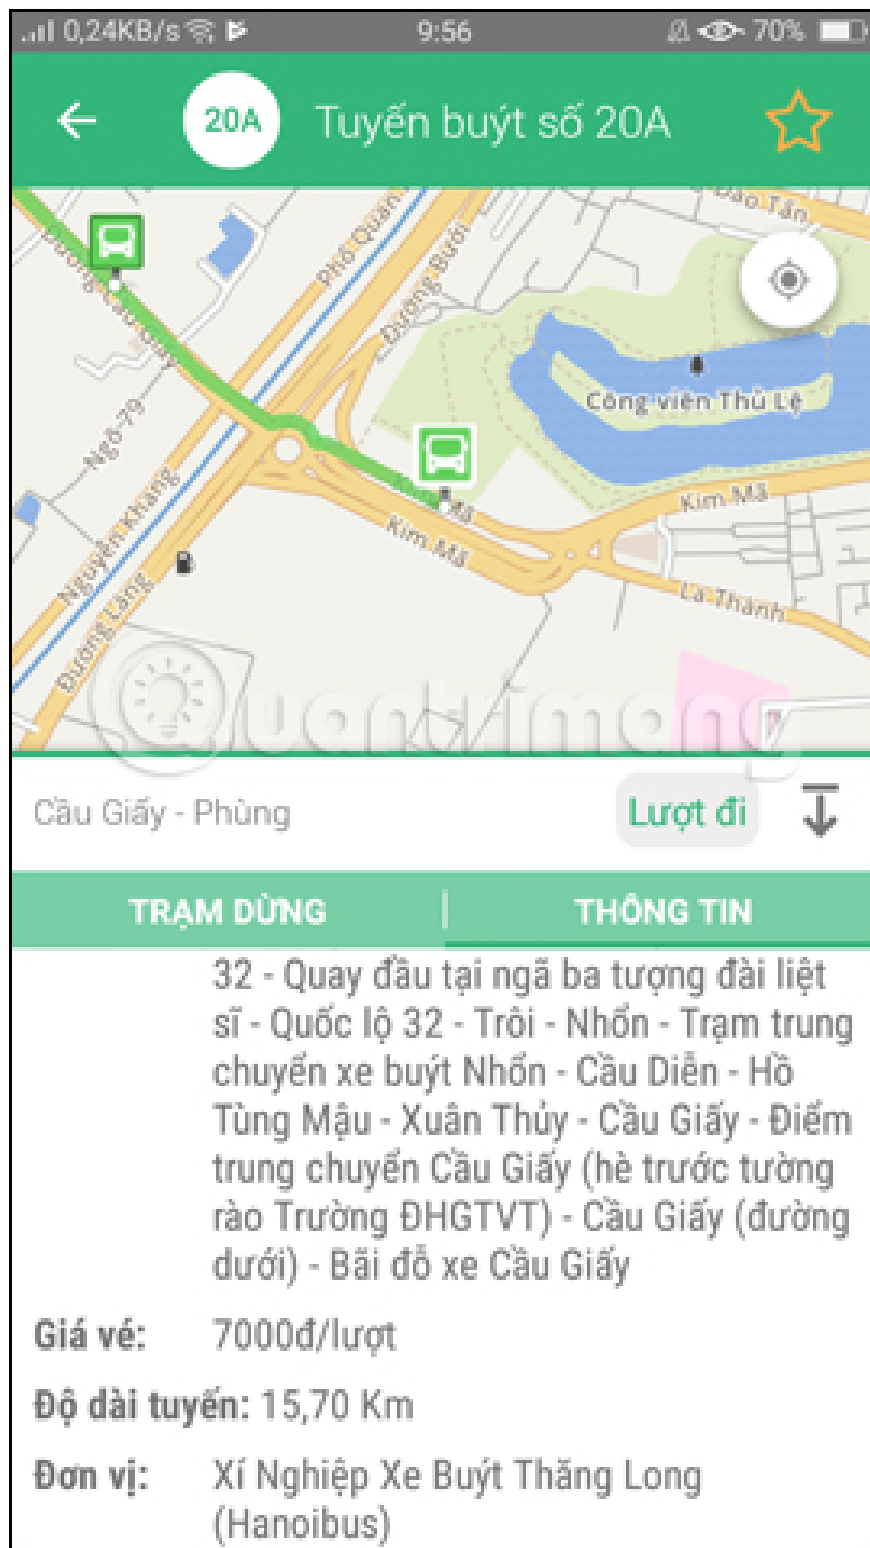 0,24KB/s 9:56 70%
20A Tuyến buýt số 20A
Đào Tấn
Phố Quan
Đường Bưởi
Đường Cầu Giấy
Công viên Thủ Lệ
Ngõ 79
Kim Mã
Kim Mã
Nguyễn Khang
La Thành
Đường Láng
Quantrimang
Cầu Giấy - Phùng Lượt đi
TRẠM DỪNG THÔNG TIN
32 - Quay đầu tại ngã ba tượng đài liệt
sĩ - Quốc lộ 32 - Trôi - Nhổn - Trạm trung
chuyển xe buýt Nhổn - Cầu Diễn - Hồ
Tùng Mậu - Xuân Thủy - Cầu Giấy - Điểm
trung chuyển Cầu Giấy (hè trước tường
rào Trường ĐHGTVT) - Cầu Giấy (đường
dưới) - Bãi đỗ xe Cầu Giấy
Giá vé: 7000đ/lượt
Độ dài tuyến: 15,70 Km
Đơn vị: Xí Nghiệp Xe Buýt Thăng Long
(Hanoibus)